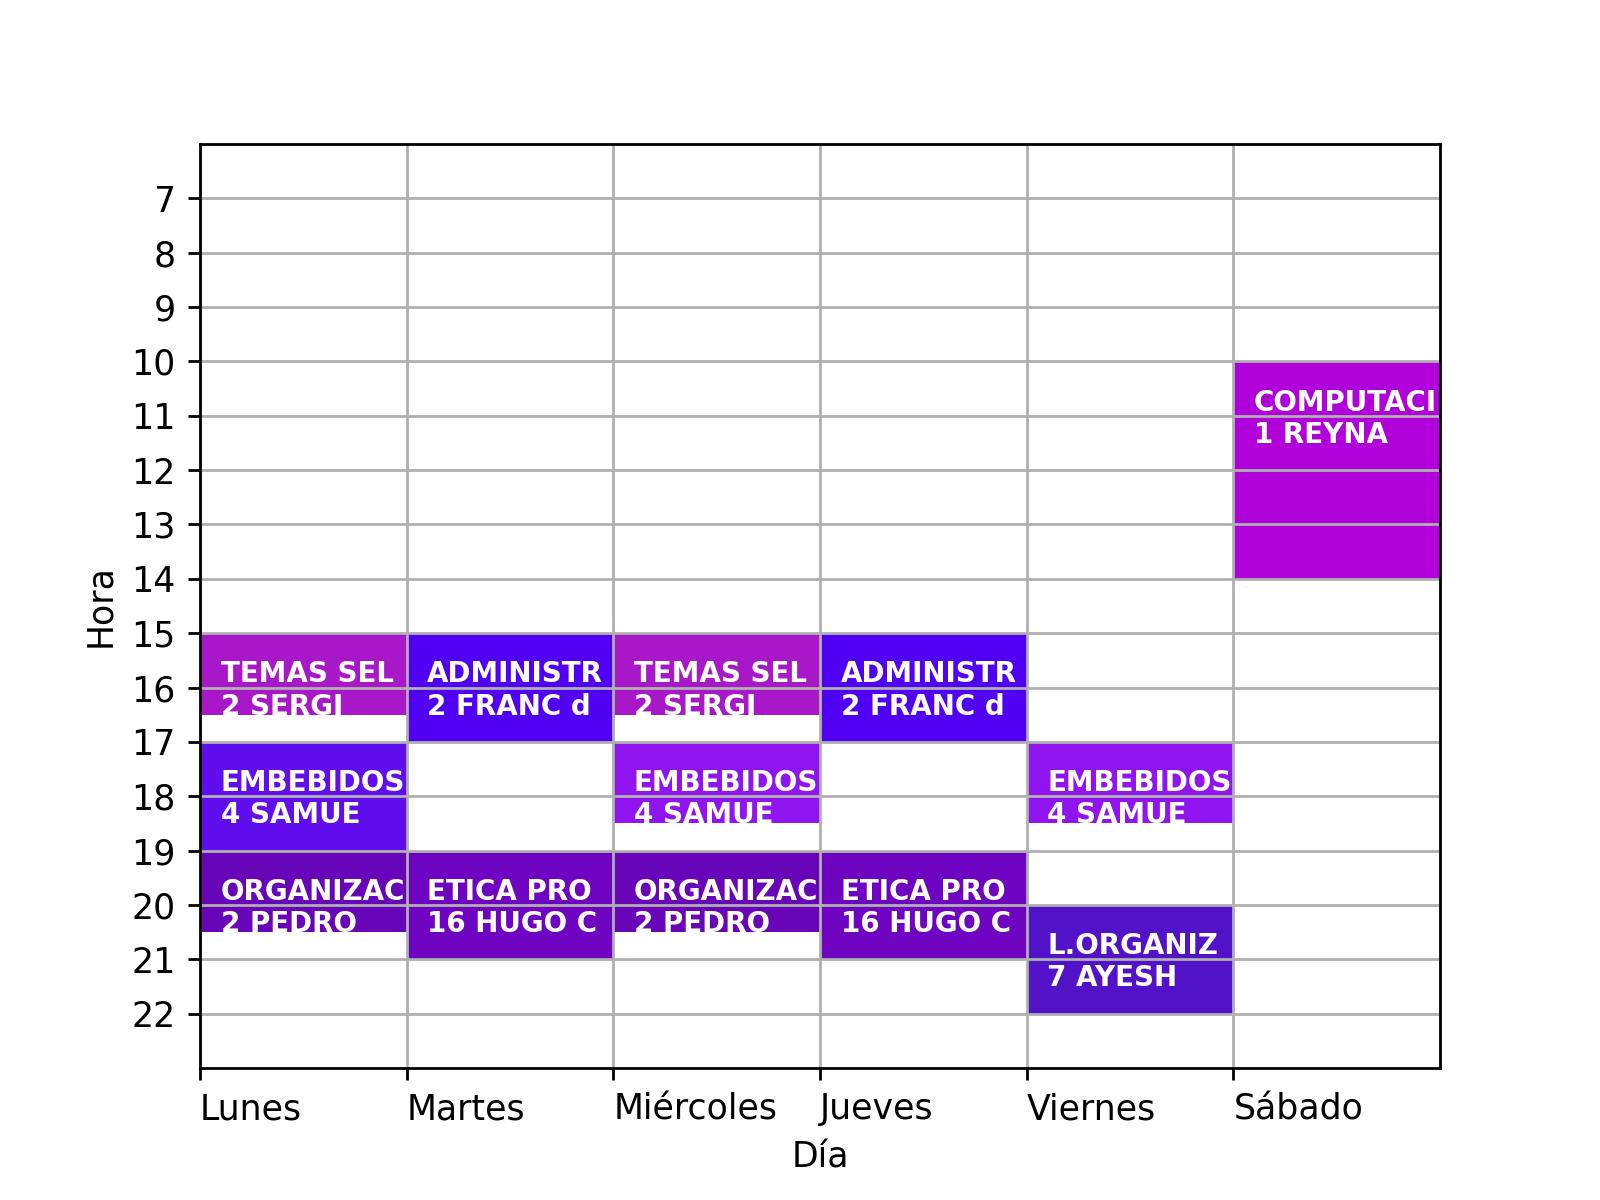 7
8
9
10
11
12
13
14
15
16
17
18
19
20
21
22
Hora
COMPUTACI
1 REYNA
TEMAS SEL
2 SERGI
ADMINISTR
2 FRANC d
TEMAS SEL
2 SERGI
ADMINISTR
2 FRANC d
EMBEBIDOS
4 SAMUE
EMBEBIDOS
4 SAMUE
EMBEBIDOS
4 SAMUE
ORGANIZAC
2 PEDRO
ETICA PRO
16 HUGO C
ORGANIZAC
2 PEDRO
ETICA PRO
16 HUGO C
L.ORGANIZ
7 AYESH
Lunes
Martes
Miércoles
Jueves
Viernes
Sábado
Día